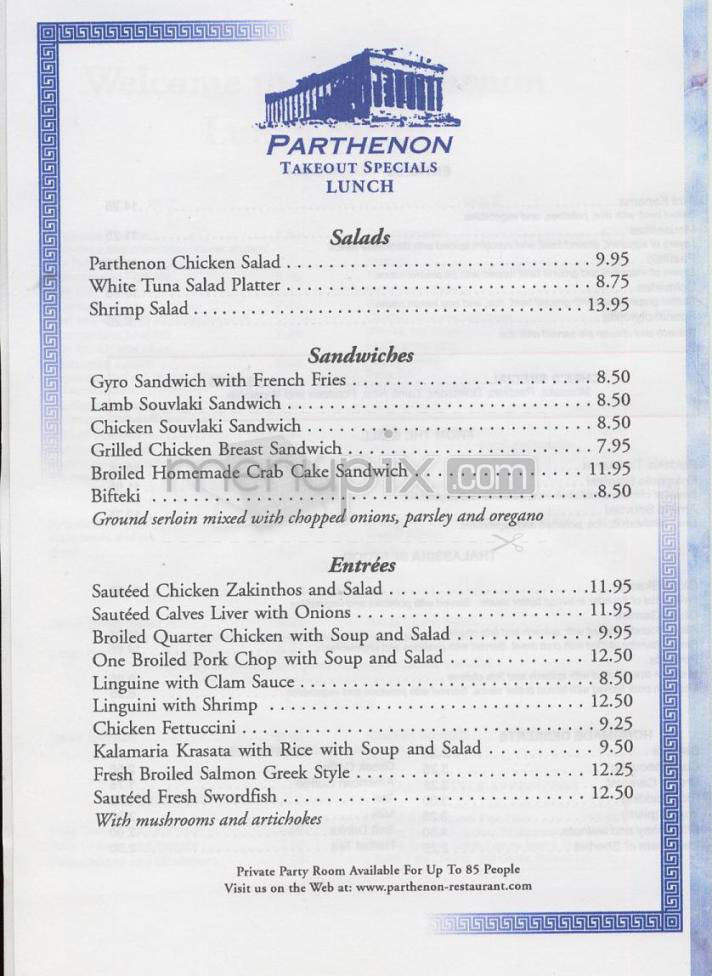 PARTHENON
TAKEOUT SPECIALS
LUNCH
Salads
Parthenon Chicken Salad . . . . . . . . . . . . . . . . . . . . . . . . . . . . . 9.95
White Tuna Salad Platter . . . . . . . . . . . . . . . . . . . . . . . . . . . . . 8.75
Shrimp Salad . . . . . . . . . . . . . . . . . . . . . . . . . . . . . . . . . . . . . 13.95
Sandwiches
Gyro Sandwich with French Fries . . . . . . . . . . . . . . . . . . . . . . . 8.50
Lamb Souvlaki Sandwich . . . . . . . . . . . . . . . . . . . . . . . . . . . . . 8.50
Chicken Souvlaki Sandwich . . . . . . . . . . . . . . . . . . . . . . . . . . . 8.50
Grilled Chicken Breast Sandwich . . . . . . . . . . . . . . . . . . . . . . . 7.95
Broiled Homemade Crab Cake Sandwich . . . . . . . . . . . . . . . . . 11.95
menupix.com
Bifteki . . . . . . . . . . . . . . . . . . . . . . . . . . . . . . . . . . . . . . . . . .8.50
Ground serloin mixed with chopped onions, parsley and oregano
Entrées
Sautéed Chicken Zakinthos and Salad . . . . . . . . . . . . . . . . . . .11.95
Sautéed Calves Liver with Onions . . . . . . . . . . . . . . . . . . . . . . 11.95
Broiled Quarter Chicken with Soup and Salad . . . . . . . . . . . . . 9.95
One Broiled Pork Chop with Soup and Salad . . . . . . . . . . . . . 12.50
Linguine with Clam Sauce . . . . . . . . . . . . . . . . . . . . . . . . . . . . 8.50
Linguini with Shrimp . . . . . . . . . . . . . . . . . . . . . . . . . . . . . . 12.50
Chicken Fettuccini . . . . . . . . . . . . . . . . . . . . . . . . . . . . . . . . . 9.25
Kalamaria Krasata with Rice with Soup and Salad . . . . . . . . . . 9.50
Fresh Broiled Salmon Greek Style . . . . . . . . . . . . . . . . . . . . . . 12.25
Sautéed Fresh Swordfish . . . . . . . . . . . . . . . . . . . . . . . . . . . . . 12.50
With mushrooms and artichokes
Private Party Room Available For Up To 85 People
Visit us on the Web at: www.parthenon-restaurant.com